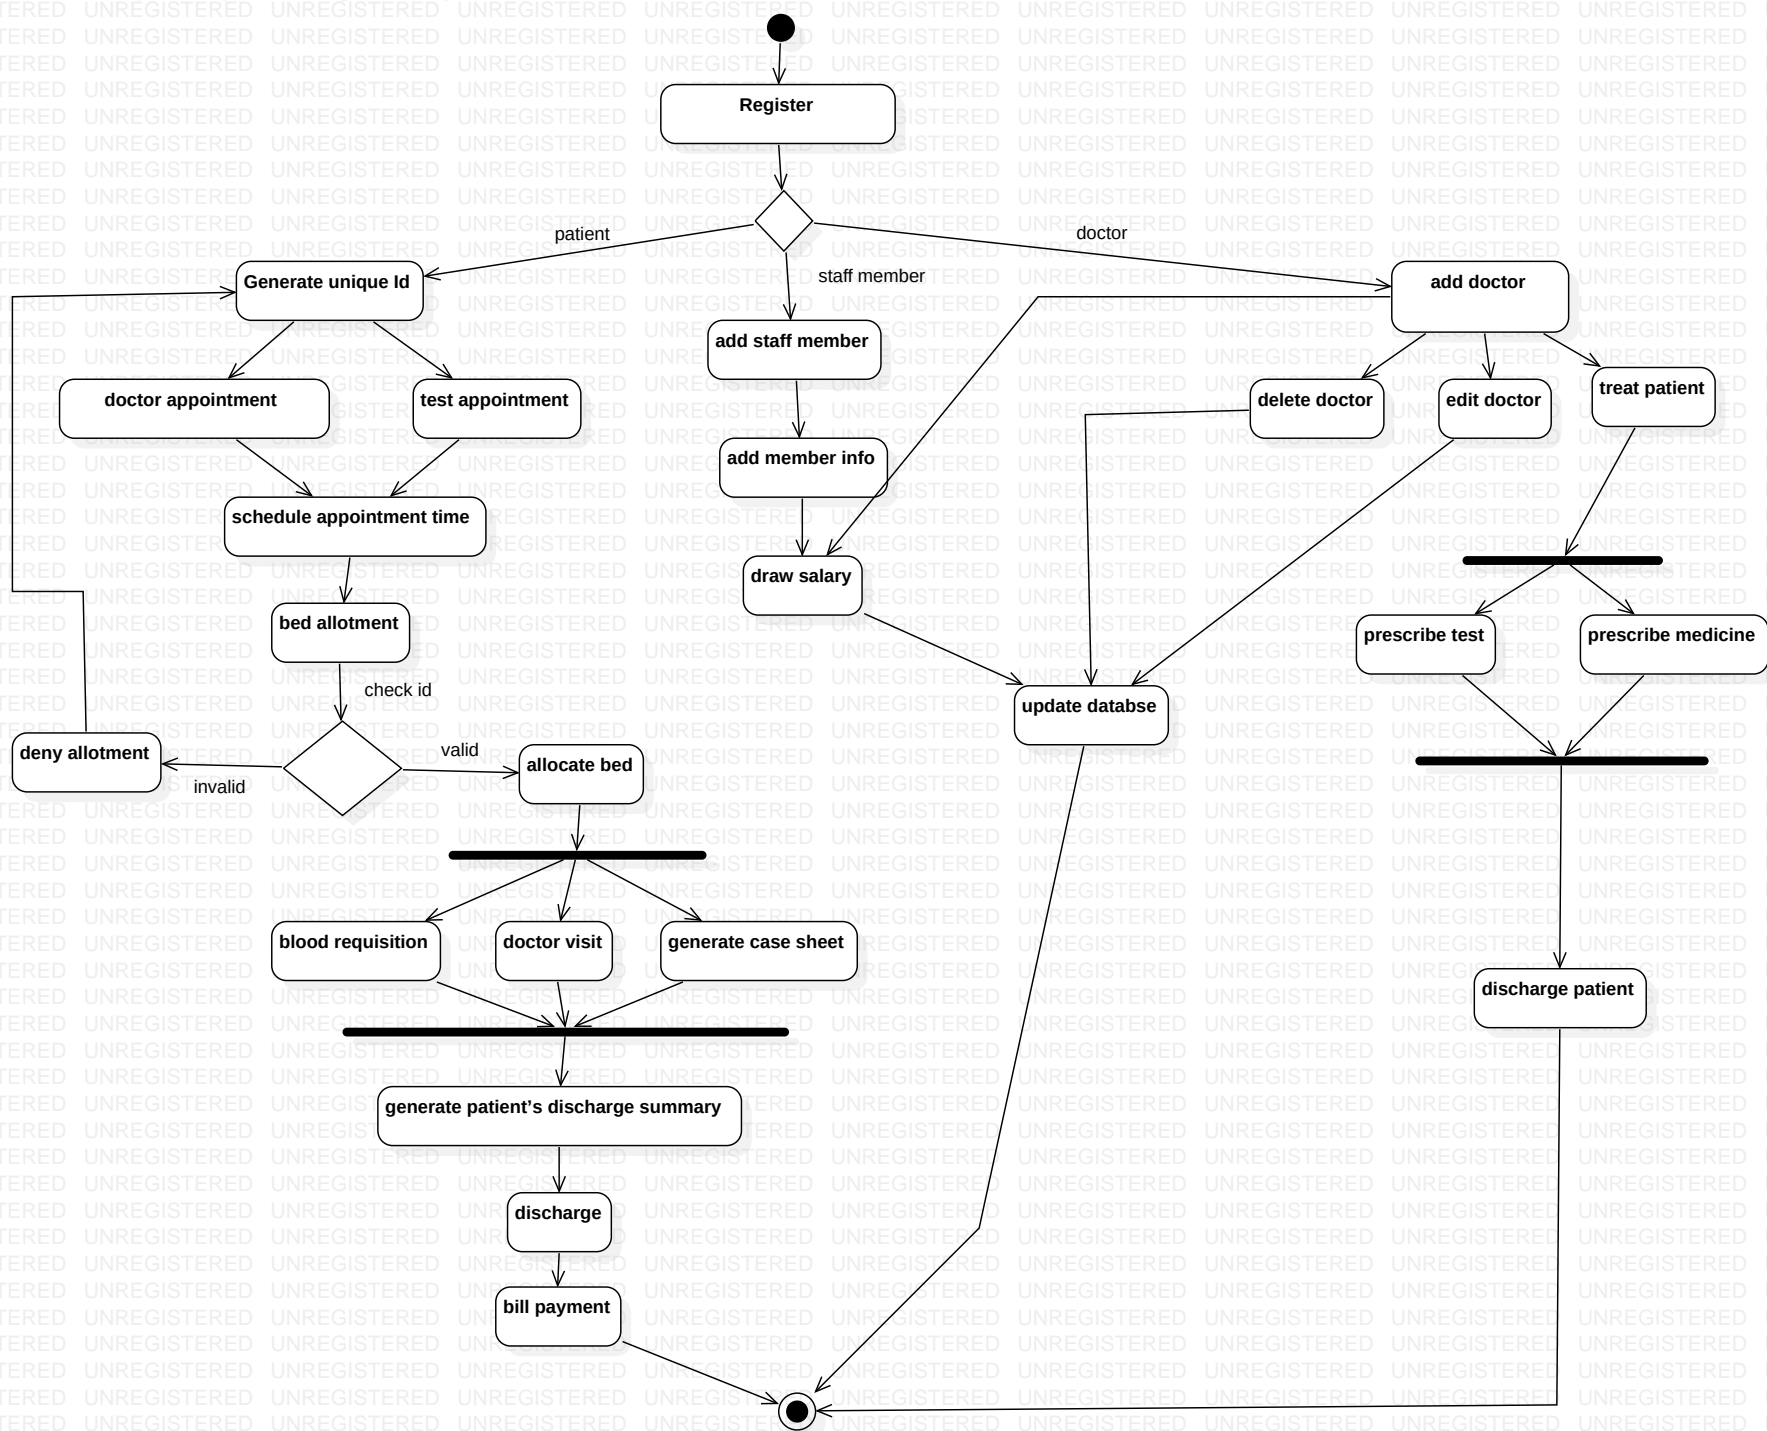 Register
patient
doctor
staff member
Generate unique Id
add doctor
add staff member
doctor appointment
test appointment
delete doctor
edit doctor
treat patient
add member info
schedule appointment time
draw salary
bed allotment
prescribe test
prescribe medicine
check id
update databse
deny allotment
valid
allocate bed
invalid
blood requisition
doctor visit
generate case sheet
discharge patient
generate patient’s discharge summary
discharge
bill payment
UNREGISTERED